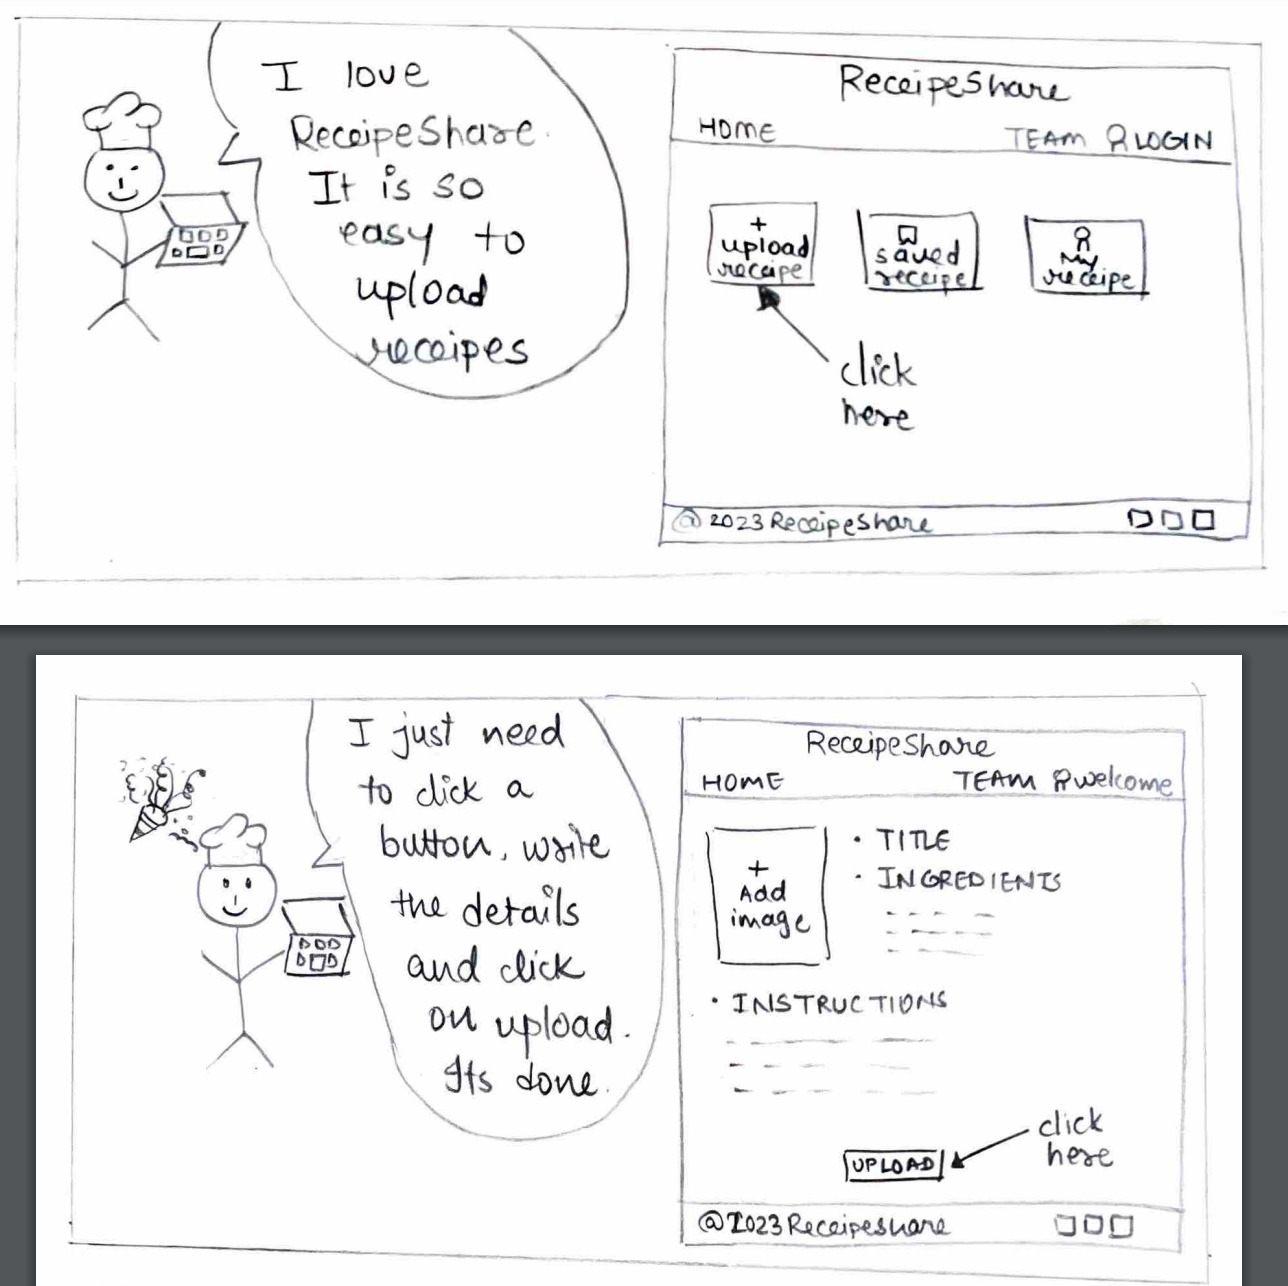 I love
ReceipeShare.
It is so
easy to
upload
receipes
ReceipeShare
HOME
TEAM LOGIN
+
upload
receipe
saved
receipe
My
receipe
click
here
@ 2023 ReceipeShare
I just need
to click a
button, write
the details
and click
on upload.
Its done.
ReceipeShare
HOME
TEAM welcome
+
Add
image
• TITLE
• INGREDIENTS
• INSTRUCTIONS
UPLOAD
click
here
@2023 Receipeshare